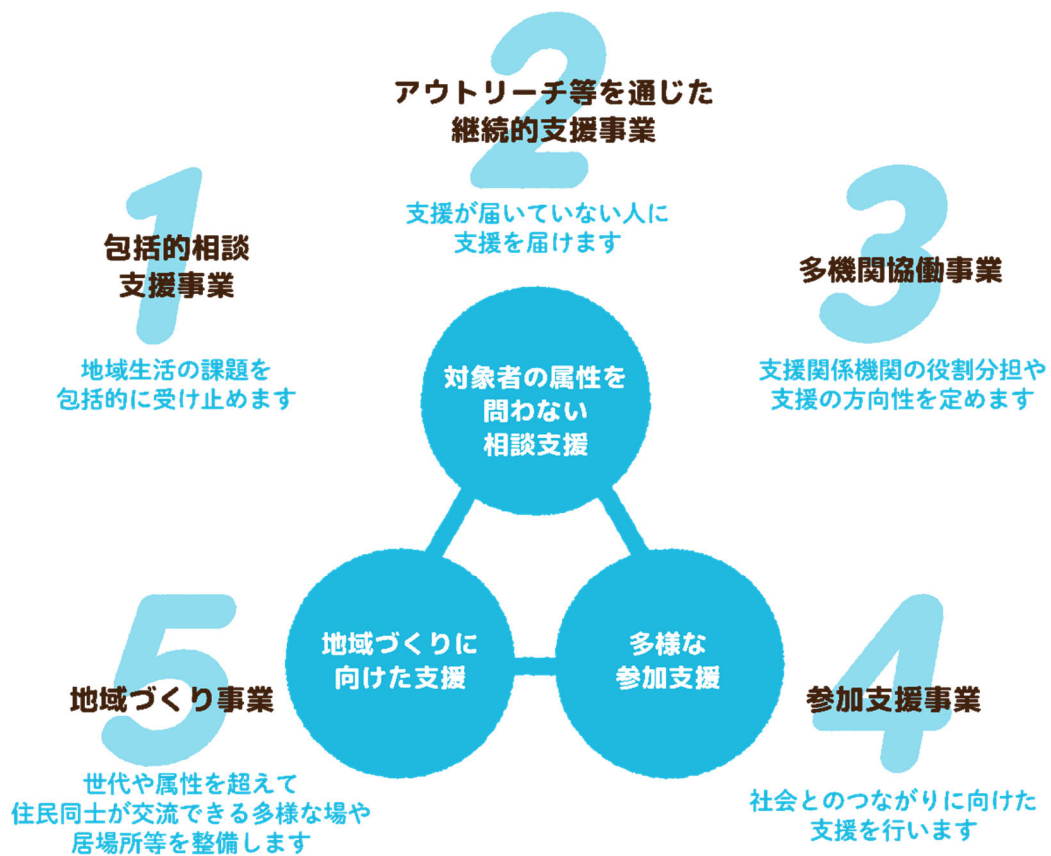 1
包括的相談
支援事業
地域生活の課題を
包括的に受け止めます
2
アウトリーチ等を通じた
継続的支援事業
支援が届いていない人に
支援を届けます
3
多機関協働事業
支援関係機関の役割分担や
支援の方向性を定めます
対象者の属性を
問わない
相談支援
地域づくりに
向けた支援
多様な
参加支援
4
参加支援事業
社会とのつながりに向けた
支援を行います
5
地域づくり事業
世代や属性を超えて
住民同士が交流できる多様な場や
居場所等を整備します